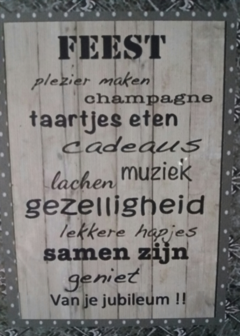 FEEST
plezier maken
champagne
taartjes eten
cadeaus
muziek
lachen
gezelligheid
lekkere hapjes
samen zijn
geniet
Van je jubileum !!